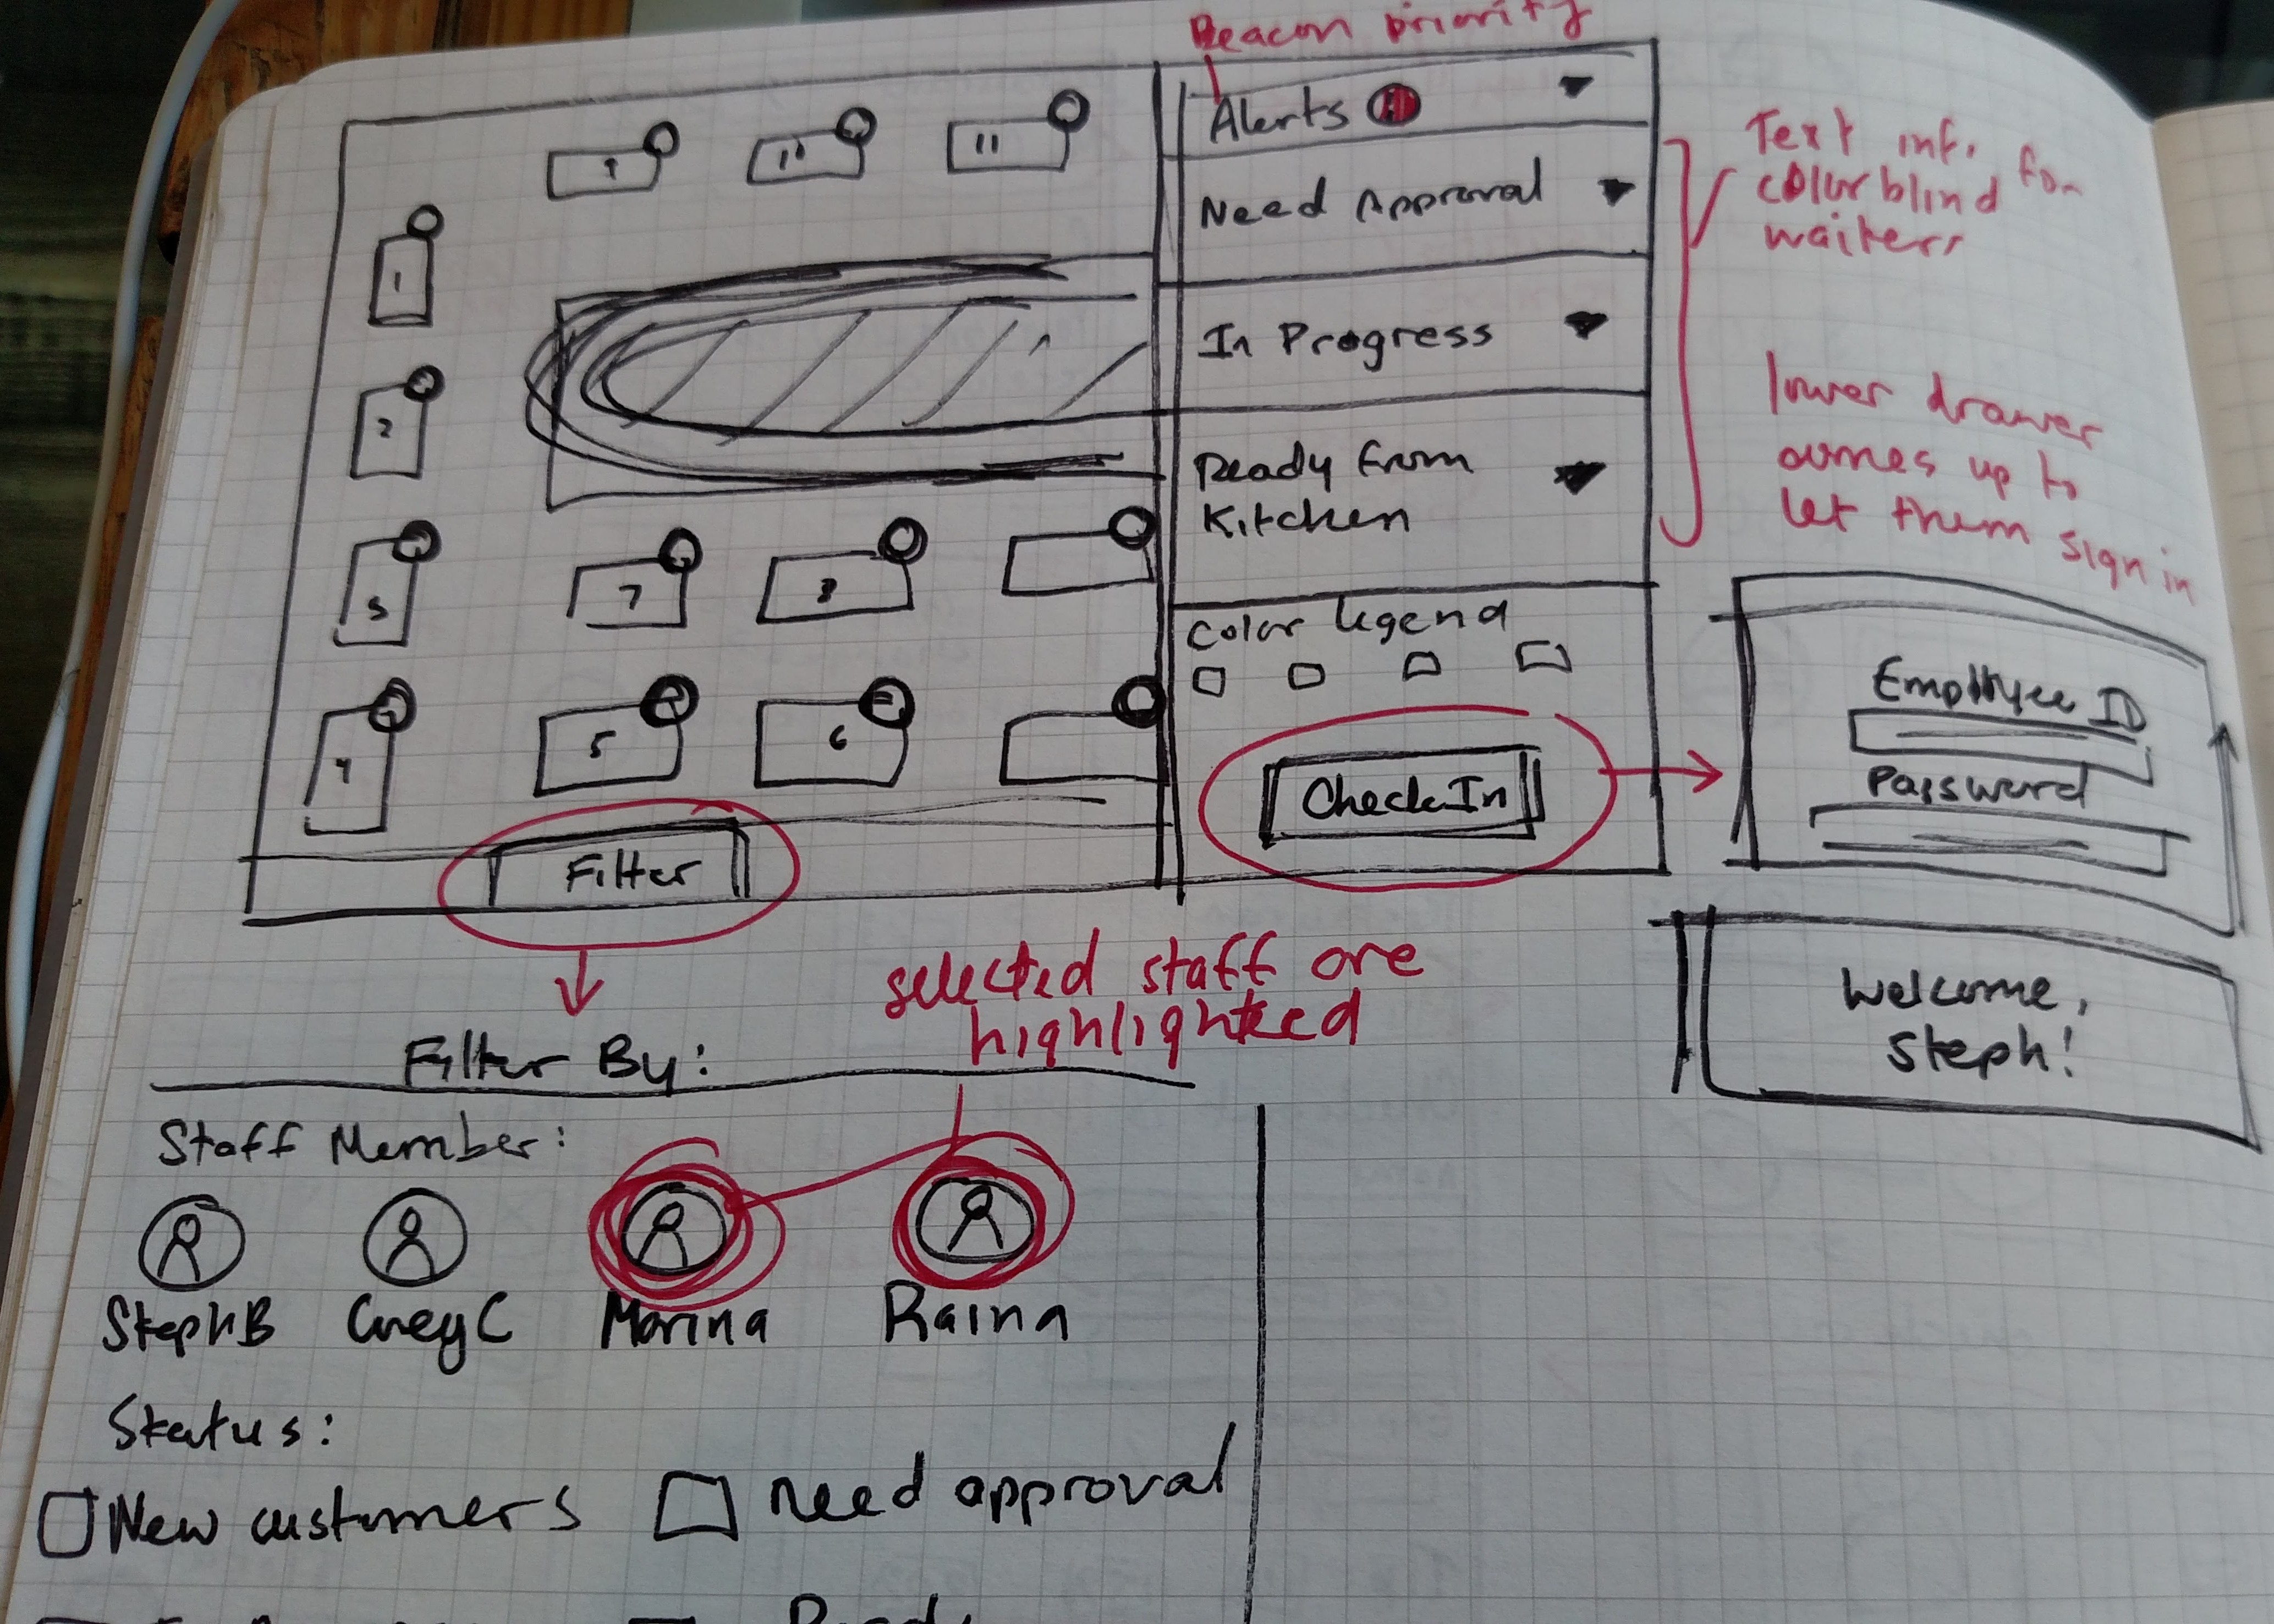 Beacon priority
9
10
11
1
2
3
7
8
4
5
6
Filter
Alerts
Need Approval
In Progress
Ready from
Kitchen
Color legend
Check In
Text inf. for
colorblind
waiters
lower drawer
comes up to
let them sign in
Employee ID
Password
Welcome,
Steph!
selected staff are
highlighted
Filter By:
Staff Member:
Steph B
Corey C
Marina
Raina
Status:
New customers
need approval
Ready